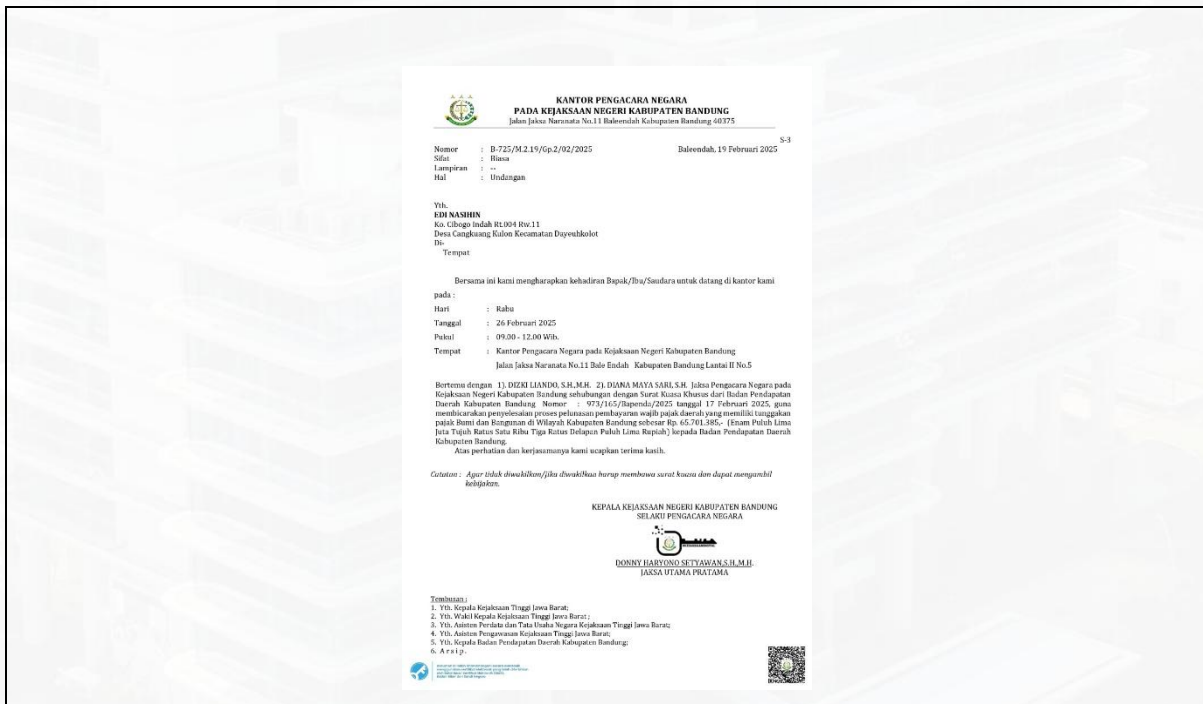 KANTOR PENGACARA NEGARA
PADA KEJAKSAAN NEGERI KABUPATEN BANDUNG
Jalan Jaksa Naranata No.11 Baleendah Kabupaten Bandung 40375
S-3
Nomor : B-725/M.2.19/Gp.2/02/2025 Baleendah, 19 Februari 2025
Sifat : Biasa
Lampiran : --
Hal : Undangan
Yth.
EDI NASIHIN
Ko. Cibogo Indah Rt.004 Rw.11
Desa Cangkuang Kulon Kecamatan Dayeuhkolot
Di-
Tempat
Bersama ini kami mengharapkan kehadiran Bapak/Ibu/Saudara untuk datang di kantor kami
pada :
Hari : Rabu
Tanggal : 26 Februari 2025
Pukul : 09.00 - 12.00 Wib.
Tempat : Kantor Pengacara Negara pada Kejaksaan Negeri Kabupaten Bandung
Jalan Jaksa Naranata No.11 Bale Endah Kabupaten Bandung Lantai II No.5
Bertemu dengan 1). DIZKI LIANDO, S.H.,M.H. 2). DIANA MAYA SARI, S.H. Jaksa Pengacara Negara pada
Kejaksaan Negeri Kabupaten Bandung sehubungan dengan Surat Kuasa Khusus dari Badan Pendapatan
Daerah Kabupaten Bandung Nomor : 973/165/Bapenda/2025 tanggal 17 Februari 2025, guna
membicarakan penyelesaian proses pelunasan pembayaran wajib pajak daerah yang memiliki tunggakan
pajak Bumi dan Bangunan di Wilayah Kabupaten Bandung sebesar Rp. 65.701.385,- (Enam Puluh Lima
Juta Tujuh Ratus Satu Ribu Tiga Ratus Delapan Puluh Lima Rupiah) kepada Badan Pendapatan Daerah
Kabupaten Bandung.
Atas perhatian dan kerjasamanya kami ucapkan terima kasih.
Catatan : Agar tidak diwakilkan/jika diwakilkan harap membawa surat kuasa dan dapat mengambil
kebijakan.
KEPALA KEJAKSAAN NEGERI KABUPATEN BANDUNG
SELAKU PENGACARA NEGARA
DONNY HARYONO SETYAWAN,S.H.,M.H.
JAKSA UTAMA PRATAMA
Tembusan :
1. Yth. Kepala Kejaksaan Tinggi Jawa Barat;
2. Yth. Wakil Kepala Kejaksaan Tinggi Jawa Barat ;
3. Yth. Asisten Perdata dan Tata Usaha Negara Kejaksaan Tinggi Jawa Barat;
4. Yth. Asisten Pengawasan Kejaksaan Tinggi Jawa Barat;
5. Yth. Kepala Badan Pendapatan Daerah Kabupaten Bandung;
6. A r s i p .